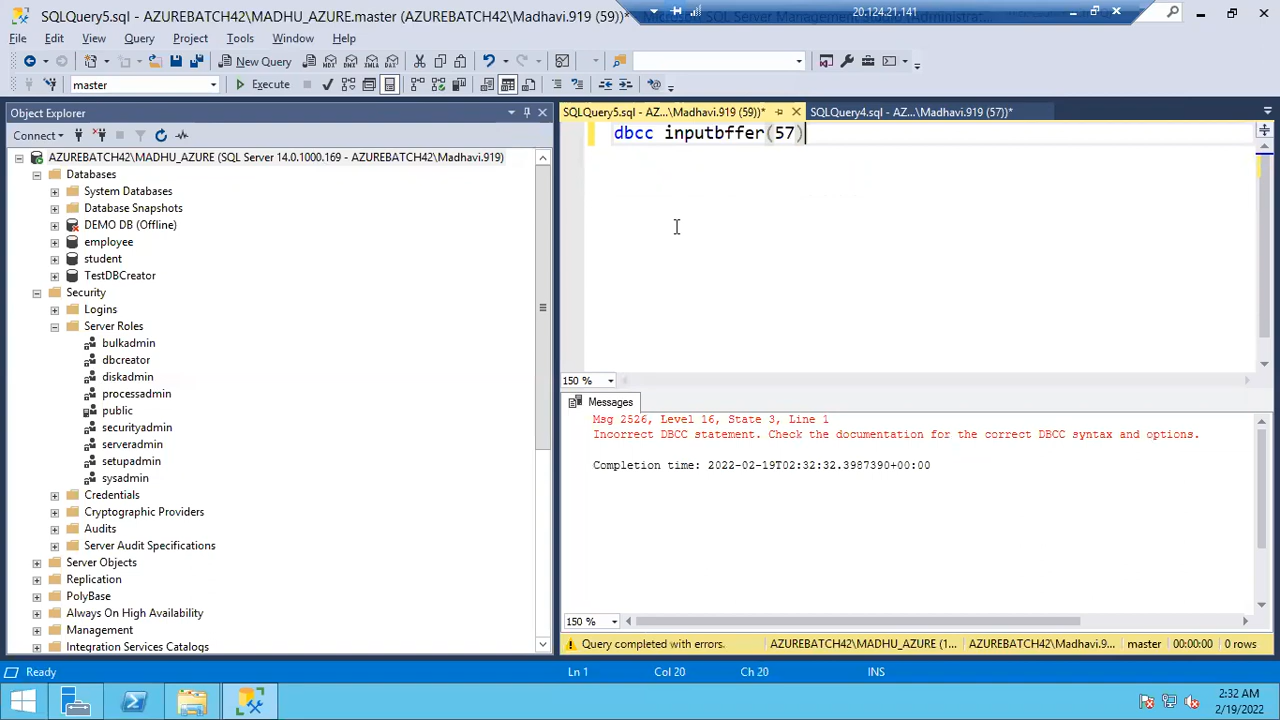 SQLQuery5.sql - AZUREBATCH42\MADHU_AZURE.master (AZUREBATCH42\Madhavi.919 (59))*
20.124.21.141
File Edit View Query Project Tools Window Help
New Query
master
Execute
Object Explorer
SQLQuery5.sql - AZ...\Madhavi.919 (59))*
SQLQuery4.sql - AZ...\Madhavi.919 (57))*
Connect
dbcc inputbffer(57)
AZUREBATCH42\MADHU_AZURE (SQL Server 14.0.1000.169 - AZUREBATCH42\Madhavi.919)
Databases
System Databases
Database Snapshots
DEMO DB (Offline)
employee
student
TestDBCreator
Security
Logins
Server Roles
bulkadmin
dbcreator
diskadmin
processadmin
public
securityadmin
serveradmin
setupadmin
sysadmin
Credentials
Cryptographic Providers
Audits
Server Audit Specifications
Server Objects
Replication
PolyBase
Always On High Availability
Management
Integration Services Catalogs
150 %
Messages
Msg 2526, Level 16, State 3, Line 1
Incorrect DBCC statement. Check the documentation for the correct DBCC syntax and options.
Completion time: 2022-02-19T02:32:32.3987390+00:00
150 %
Query completed with errors.
AZUREBATCH42\MADHU_AZURE (1...
AZUREBATCH42\Madhavi.9...
master
00:00:00
0 rows
Ready
Ln 1
Col 20
Ch 20
INS
2:32 AM
2/19/2022